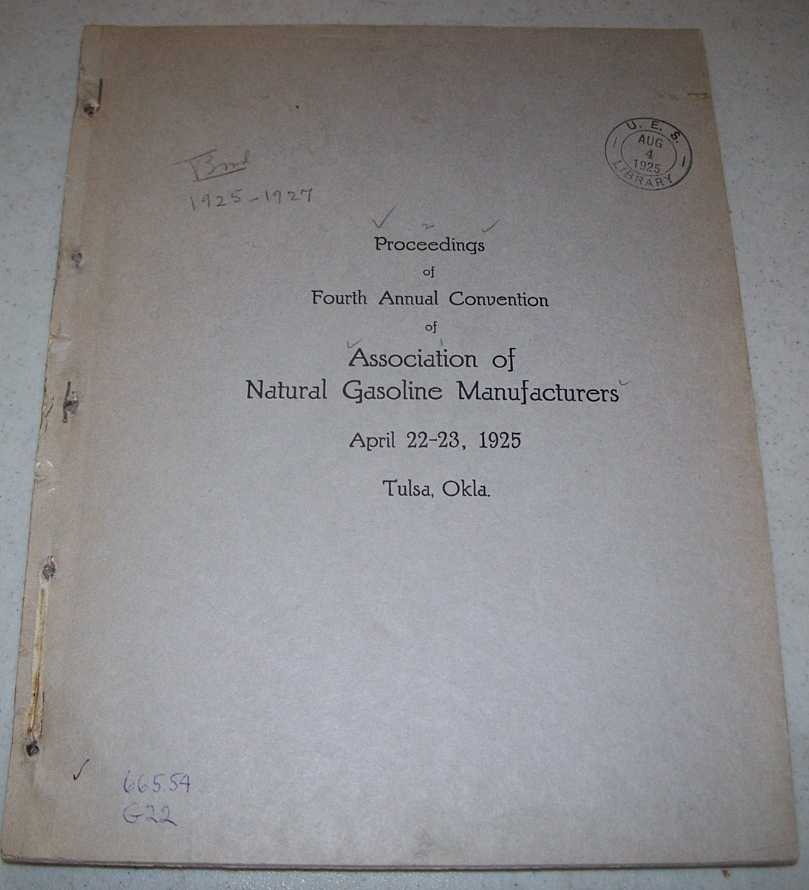 U. E. S.
AUG
4
1925
LIBRARY
Bind
1925-1927
Proceedings
of
Fourth Annual Convention
of
Association of
Natural Gasoline Manufacturers
April 22-23, 1925
Tulsa, Okla.
665.54
G22